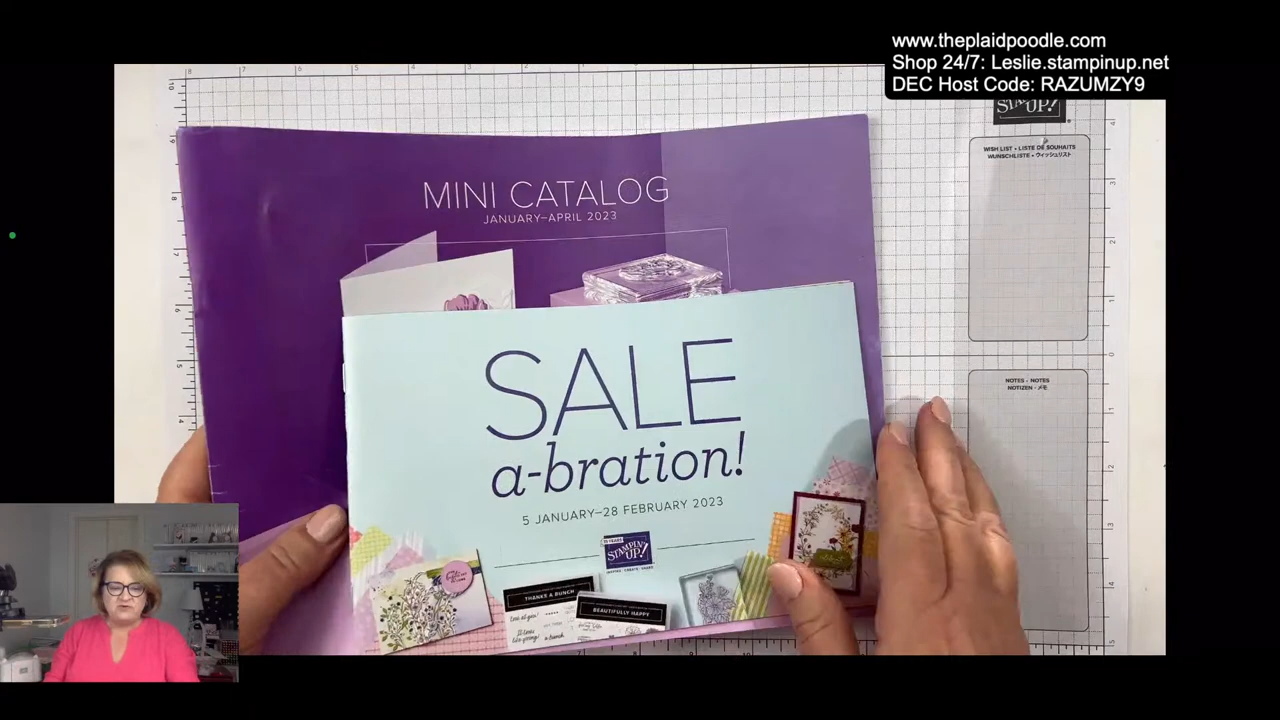 www.theplaidpoodle.com
Shop 24/7: Leslie.stampinup.net
DEC Host Code: RAZUMZY9
STAMPIN' UP!
WISH LIST • LISTE DE SOUHAITS
WUNSCHLISTE • ウィッシュリスト
MINI CATALOG
JANUARY–APRIL 2023
SALE
a-bration!
5 JANUARY–28 FEBRUARY 2023
NOTES • NOTES
NOTIZEN • メモ
STAMPIN' UP!
THANKS A BUNCH
BEAUTIFULLY HAPPY